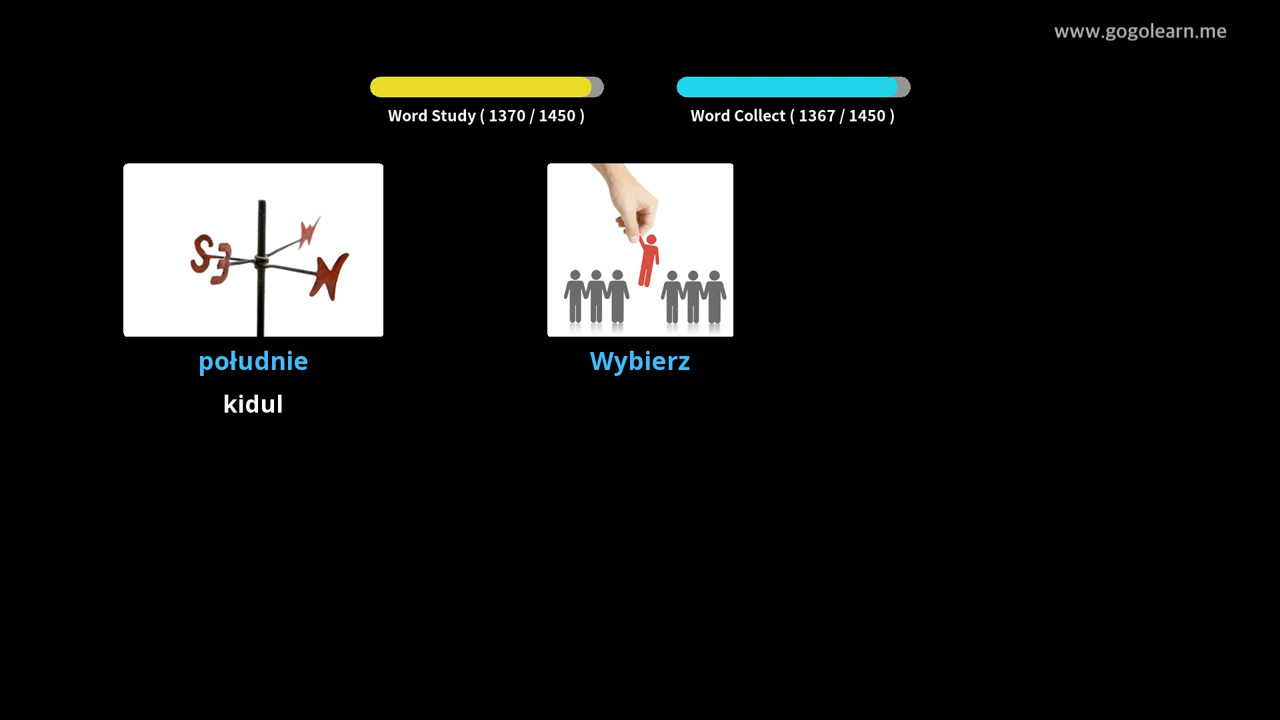 www.gogolearn.me
Word Study ( 1370 / 1450 )
Word Collect ( 1367 / 1450 )
S E N W
południe
Wybierz
kidul